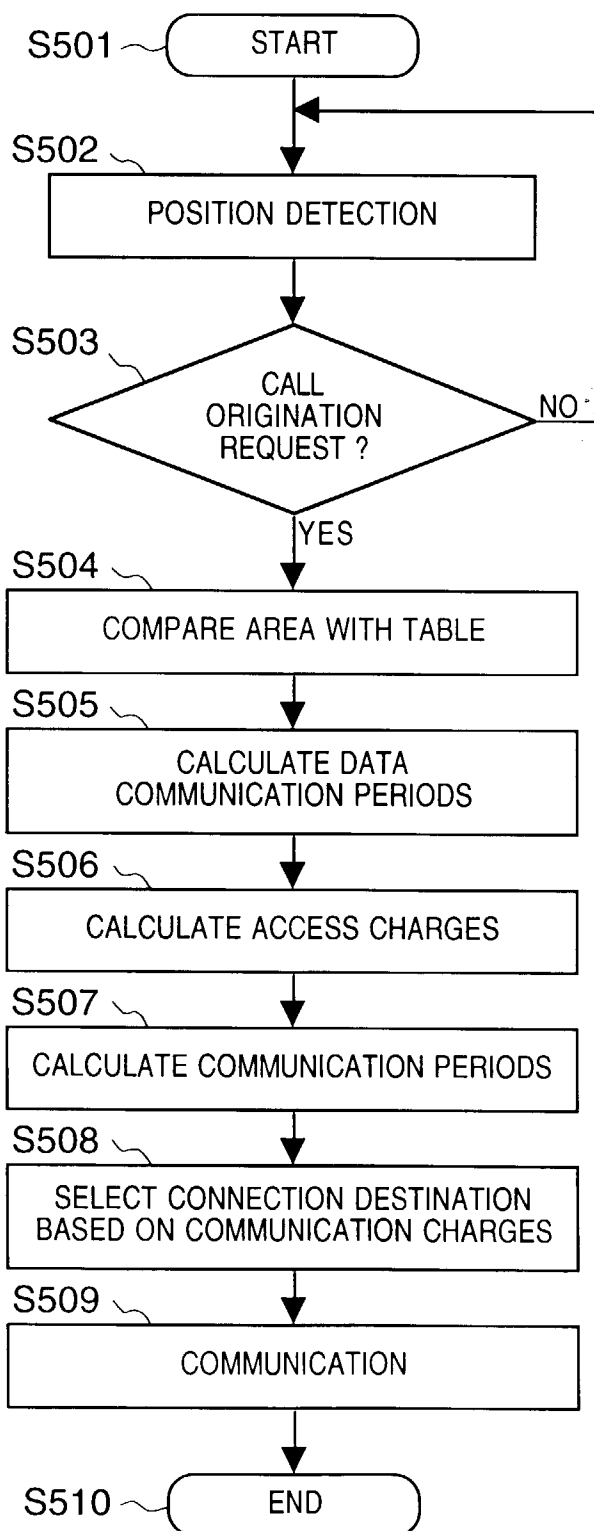 S501
START
S502
POSITION DETECTION
S503
CALL
ORIGINATION
REQUEST ?
NO
YES
S504
COMPARE AREA WITH TABLE
S505
CALCULATE DATA
COMMUNICATION PERIODS
S506
CALCULATE ACCESS CHARGES
S507
CALCULATE COMMUNICATION PERIODS
S508
SELECT CONNECTION DESTINATION
BASED ON COMMUNICATION CHARGES
S509
COMMUNICATION
S510
END